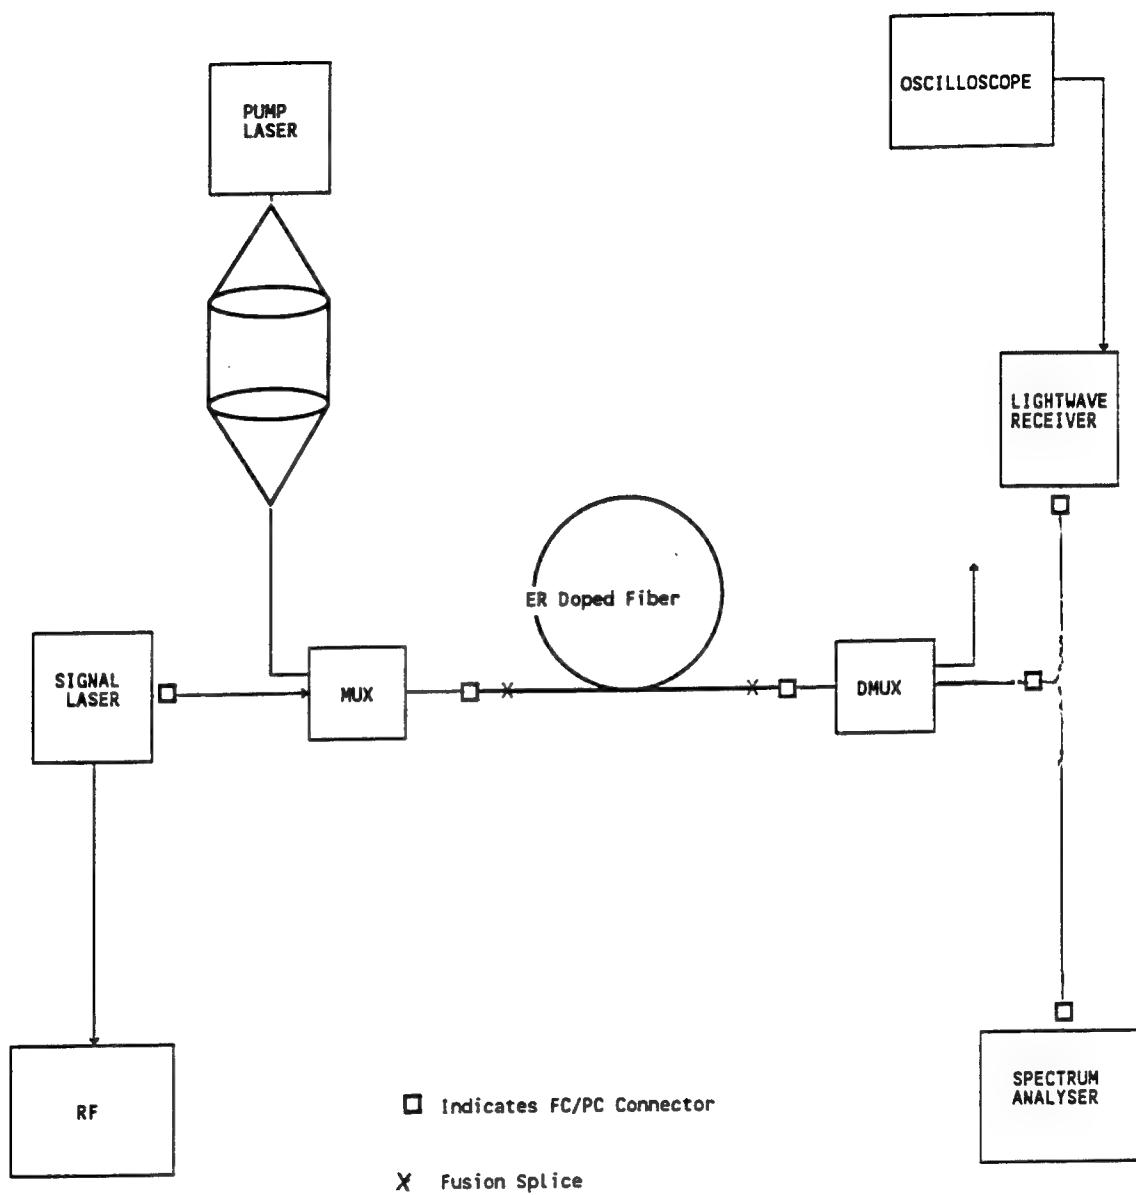 OSCILLOSCOPE
PUMP
LASER
LIGHTWAVE
RECEIVER
ER Doped Fiber
SIGNAL
LASER
MUX
DMUX
RF
SPECTRUM
ANALYSER
Indicates FC/PC Connector
Fusion Splice